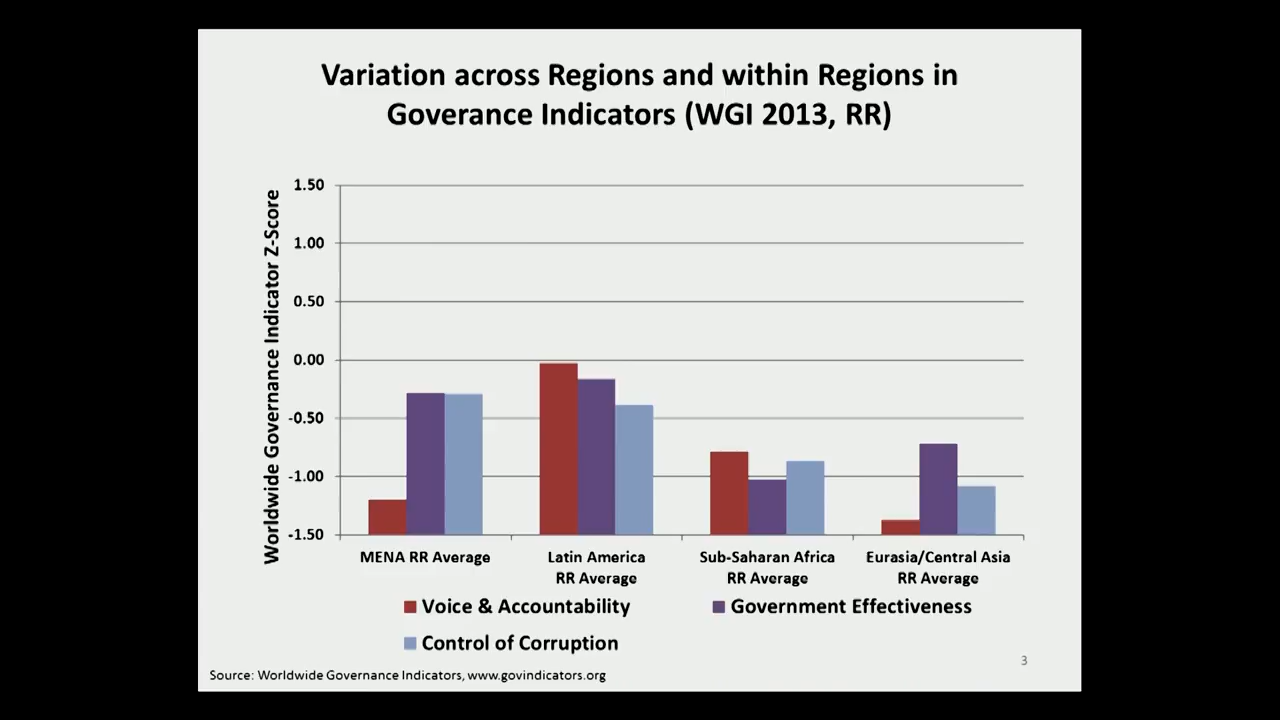 Variation across Regions and within Regions in
Goverance Indicators (WGI 2013, RR)
Worldwide Governance Indicator Z-Score
1.50
1.00
0.50
0.00
-0.50
-1.00
-1.50
MENA RR Average
Latin America
RR Average
Sub-Saharan Africa
RR Average
Eurasia/Central Asia
RR Average
Voice & Accountability
Government Effectiveness
Control of Corruption
3
Source: Worldwide Governance Indicators, www.govindicators.org